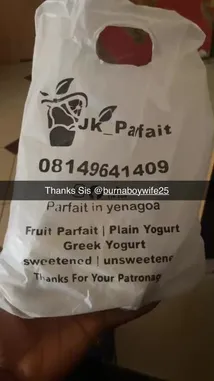 JK_Parfait
08149641409
Thanks Sis @burnaboywife25
Parfait in yenagoa
Fruit Parfait | Plain Yogurt
Greek Yogurt
sweetened | unsweetene
Thanks For Your Patronag